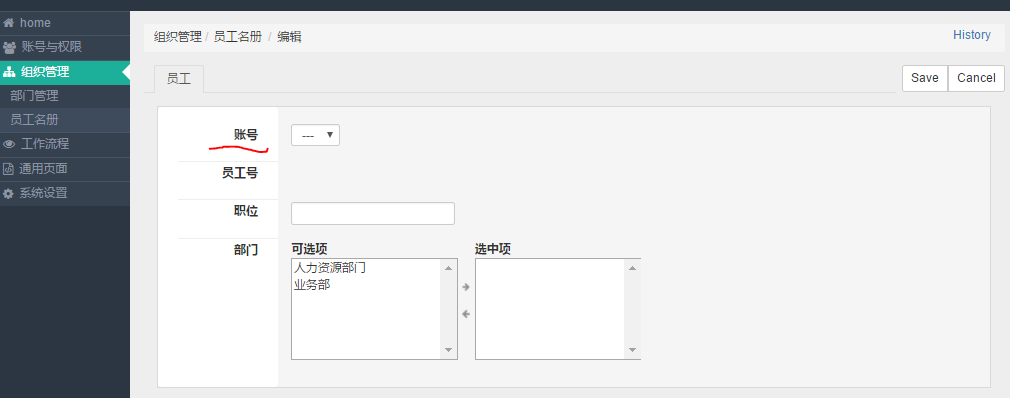 home
账号与权限
组织管理
部门管理
员工名册
工作流程
通用页面
系统设置
组织管理 / 员工名册 / 编辑
History
员工
Save
Cancel
账号
---
员工号
职位
部门
可选项
选中项
人力资源部门
业务部